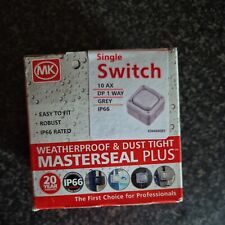 MK
Single
Switch
10 AX
DP 1 WAY
GREY
IP66
• EASY TO FIT
• ROBUST
• IP66 RATED
WEATHERPROOF & DUST TIGHT
MASTERSEAL PLUS
20 YEAR
IP66
The First Choice for Professionals